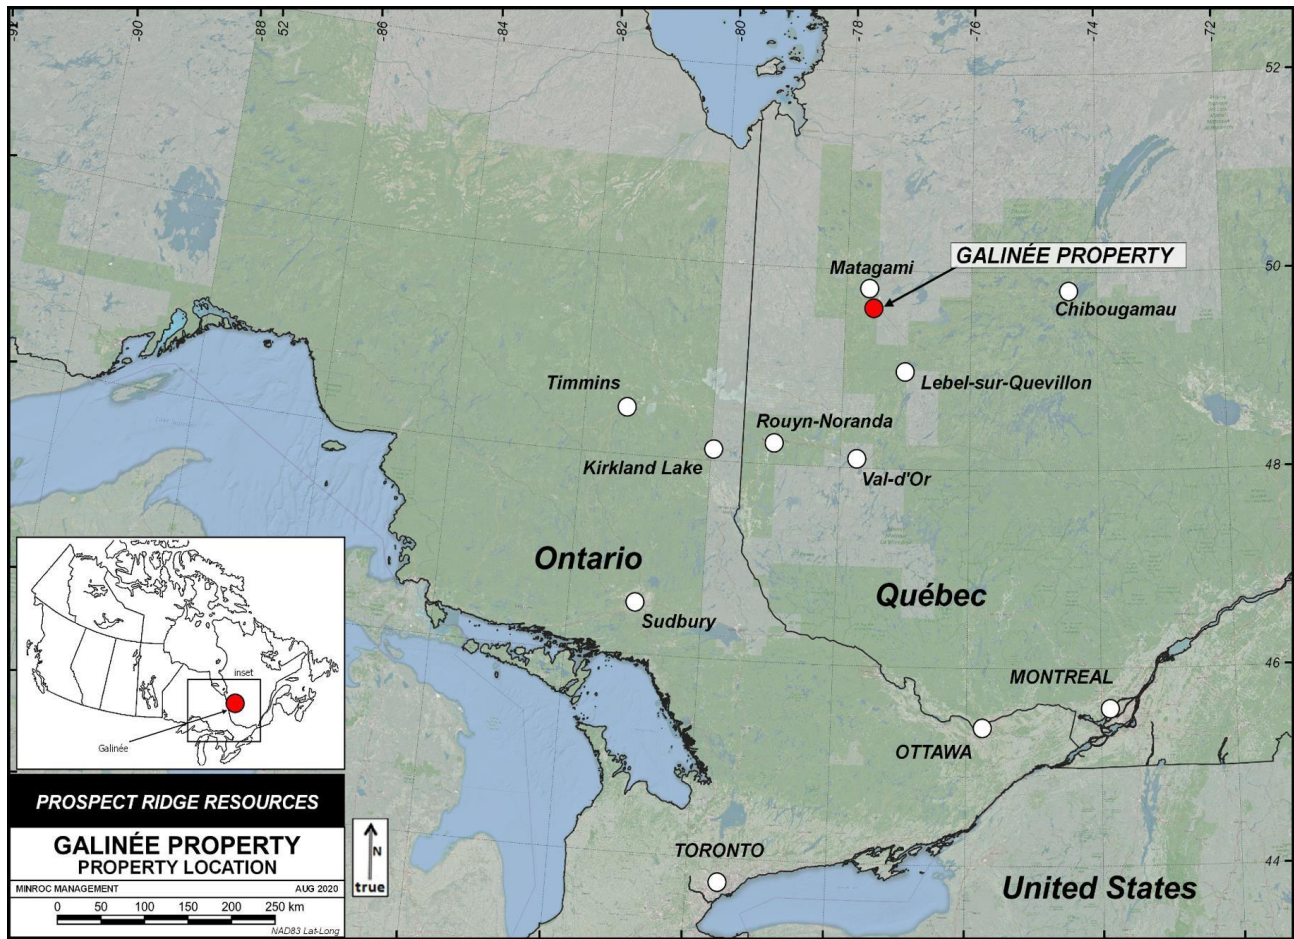 -92
-90
-88
52
-86
-84
-82
-80
-78
-76
-74
-72
52
GALINÉE PROPERTY
Matagami
50
Chibougamau
Timmins
Lebel-sur-Quevillon
Rouyn-Noranda
Kirkland Lake
Val-d'Or
48
Ontario
Québec
Sudbury
46
MONTREAL
OTTAWA
TORONTO
44
United States
inset
Galinée
PROSPECT RIDGE RESOURCES
GALINÉE PROPERTY
PROPERTY LOCATION
MINROC MANAGEMENT AUG 2020
0 50 100 150 200 250 km
NAD83 Lat-Long
N
true